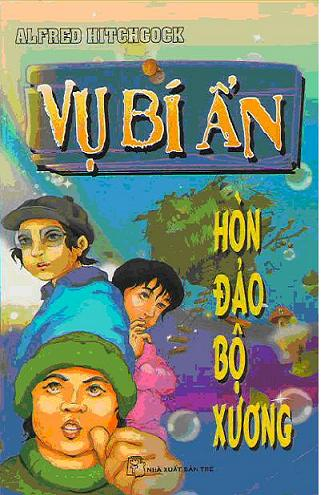 ALFRED HITCHCOCK
VỤ BÍ ẨN
HÒN
ĐẢO
BỘ
XƯƠNG
NHÀ XUẤT BẢN TRẺ